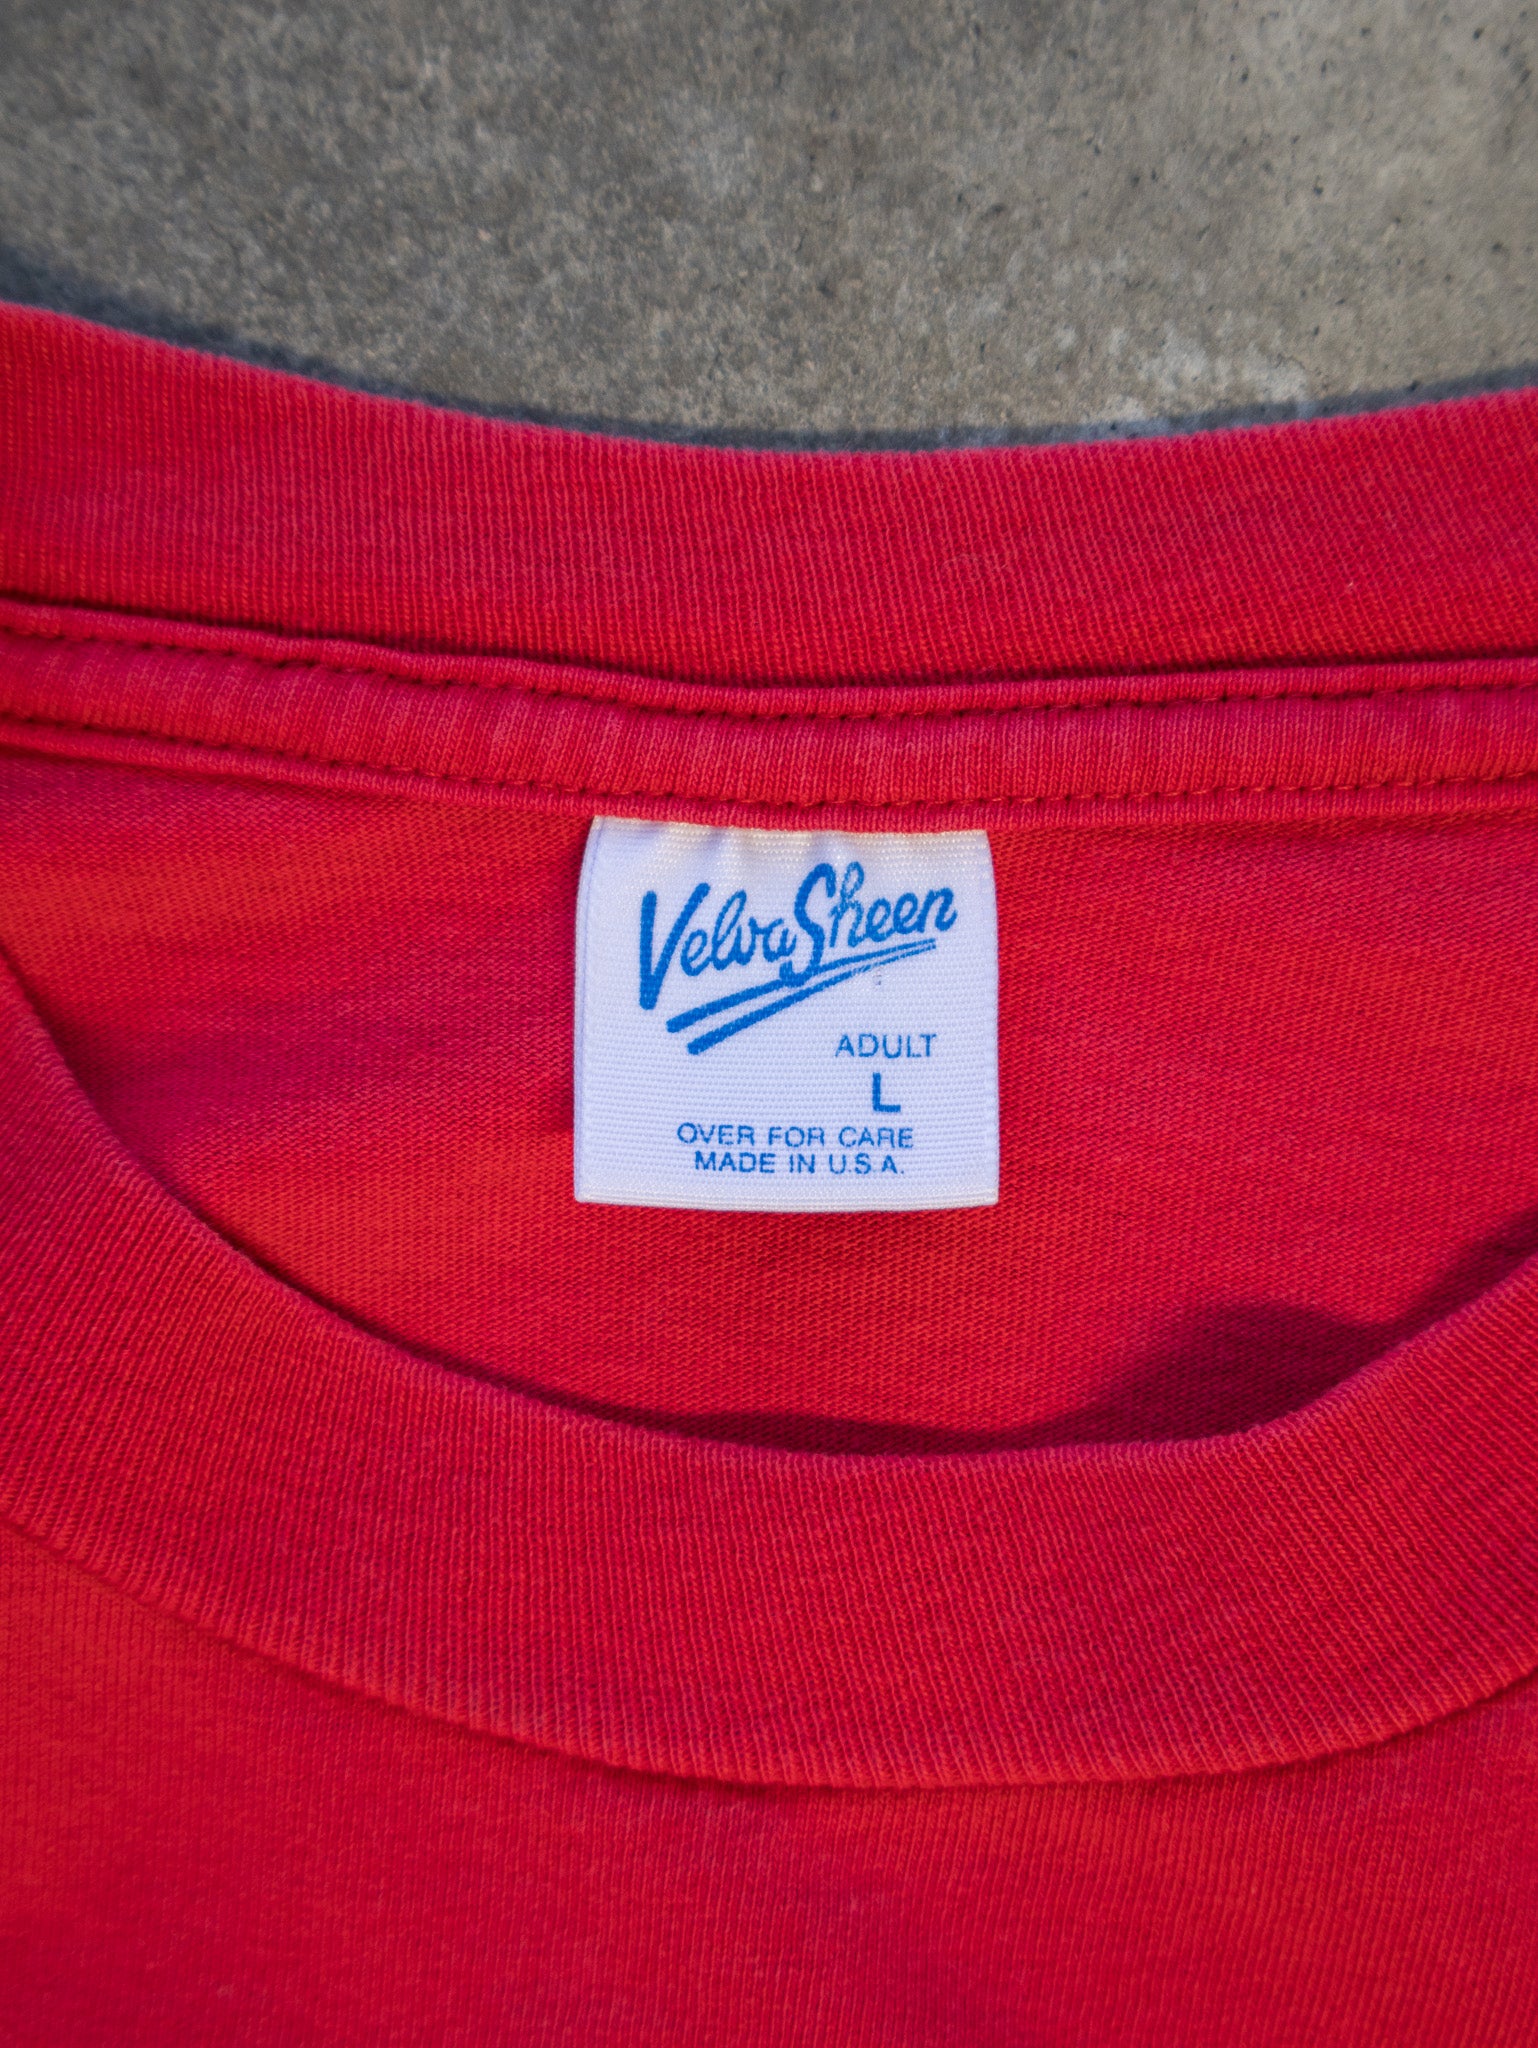 VelvaSheen
ADULT
L
OVER FOR CARE
MADE IN U.S.A.